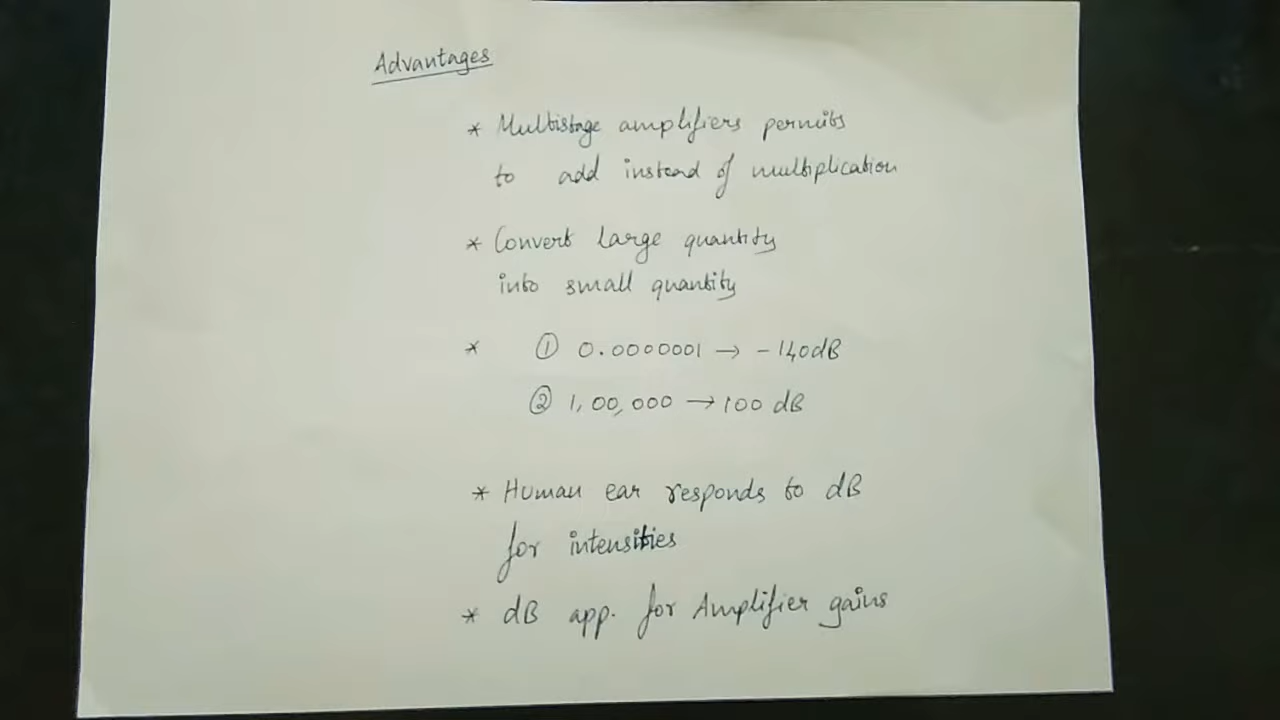 Advantages
* Multistage amplifiers permits
to add instead of multiplication
* Convert large quantity
into small quantity
* ① 0.0000001 → -140dB
② 1,00,000 → 100 dB
* Human ear responds to dB
for intensities
* dB app. for Amplifier gains